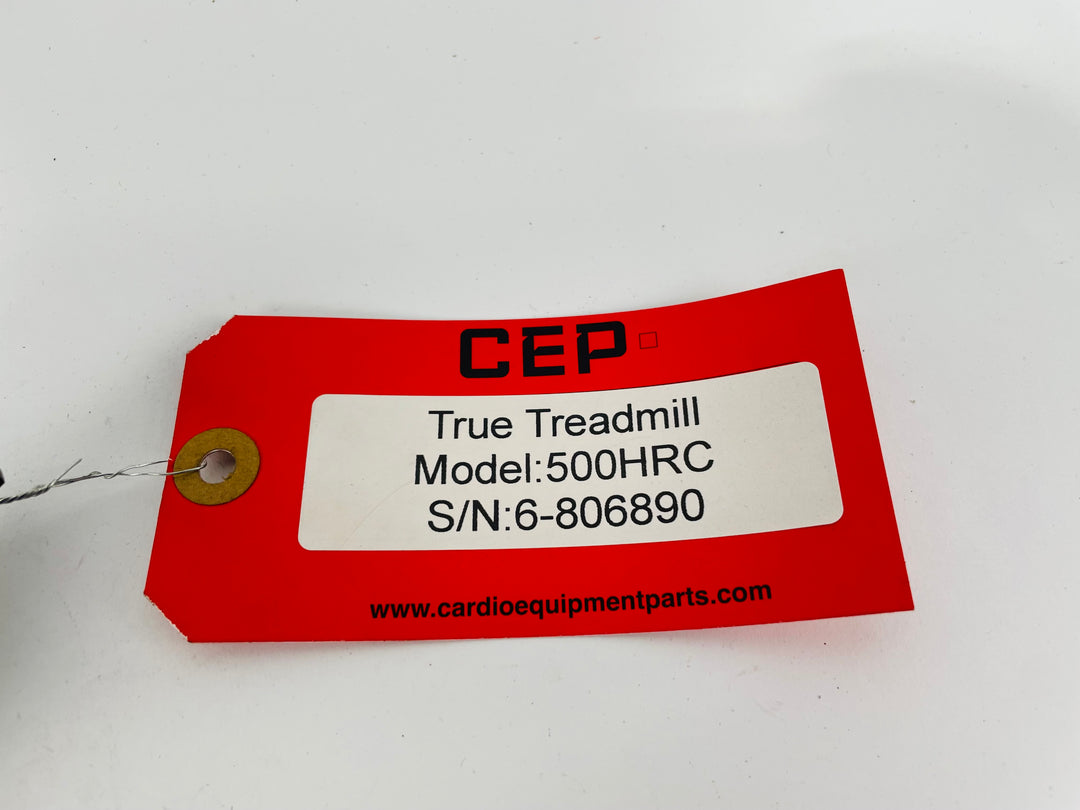 CEP
True Treadmill
Model:500HRC
S/N:6-806890
www.cardioequipmentparts.com